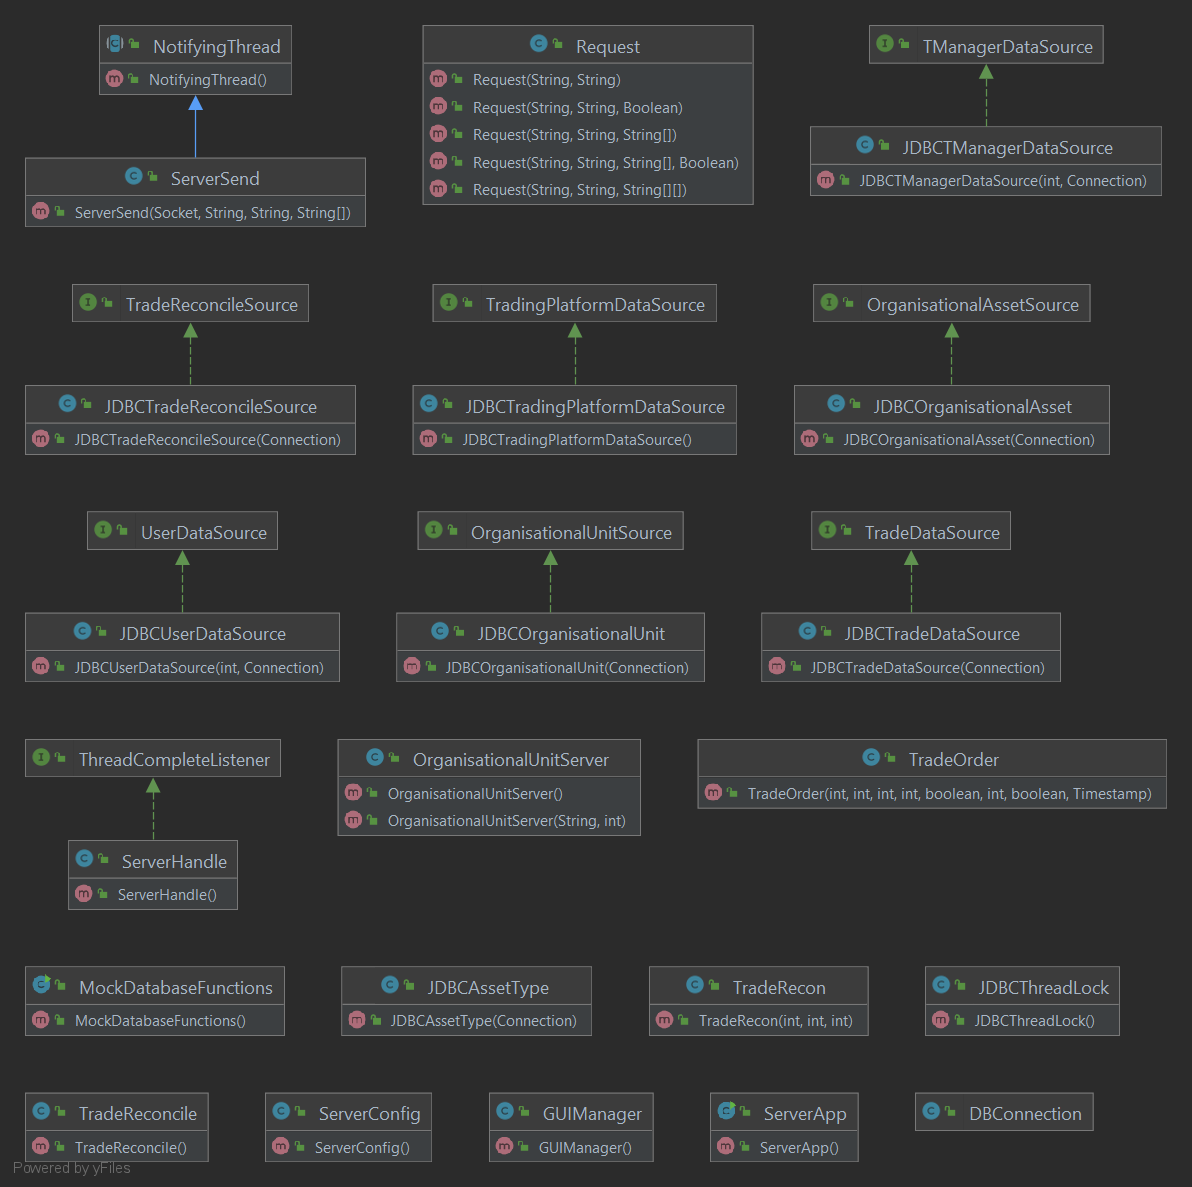 NotifyingThread
NotifyingThread()
ServerSend
ServerSend(Socket, String, String, String[])
Request
Request(String, String)
Request(String, String, Boolean)
Request(String, String, String[])
Request(String, String, String[], Boolean)
Request(String, String, String[][])
TManagerDataSource
JDBCTManagerDataSource
JDBCTManagerDataSource(int, Connection)
TradeReconcileSource
JDBCTradeReconcileSource
JDBCTradeReconcileSource(Connection)
TradingPlatformDataSource
JDBCTradingPlatformDataSource
JDBCTradingPlatformDataSource()
OrganisationalAssetSource
JDBCOrganisationalAsset
JDBCOrganisationalAsset(Connection)
UserDataSource
JDBCUserDataSource
JDBCUserDataSource(int, Connection)
OrganisationalUnitSource
JDBCOrganisationalUnit
JDBCOrganisationalUnit(Connection)
TradeDataSource
JDBCTradeDataSource
JDBCTradeDataSource(Connection)
ThreadCompleteListener
ServerHandle
ServerHandle()
OrganisationalUnitServer
OrganisationalUnitServer()
OrganisationalUnitServer(String, int)
TradeOrder
TradeOrder(int, int, int, int, boolean, int, boolean, Timestamp)
MockDatabaseFunctions
MockDatabaseFunctions()
JDBCAssetType
JDBCAssetType(Connection)
TradeRecon
TradeRecon(int, int, int)
JDBCThreadLock
JDBCThreadLock()
TradeReconcile
TradeReconcile()
ServerConfig
ServerConfig()
GUIManager
GUIManager()
ServerApp
ServerApp()
DBConnection
Powered by yFiles